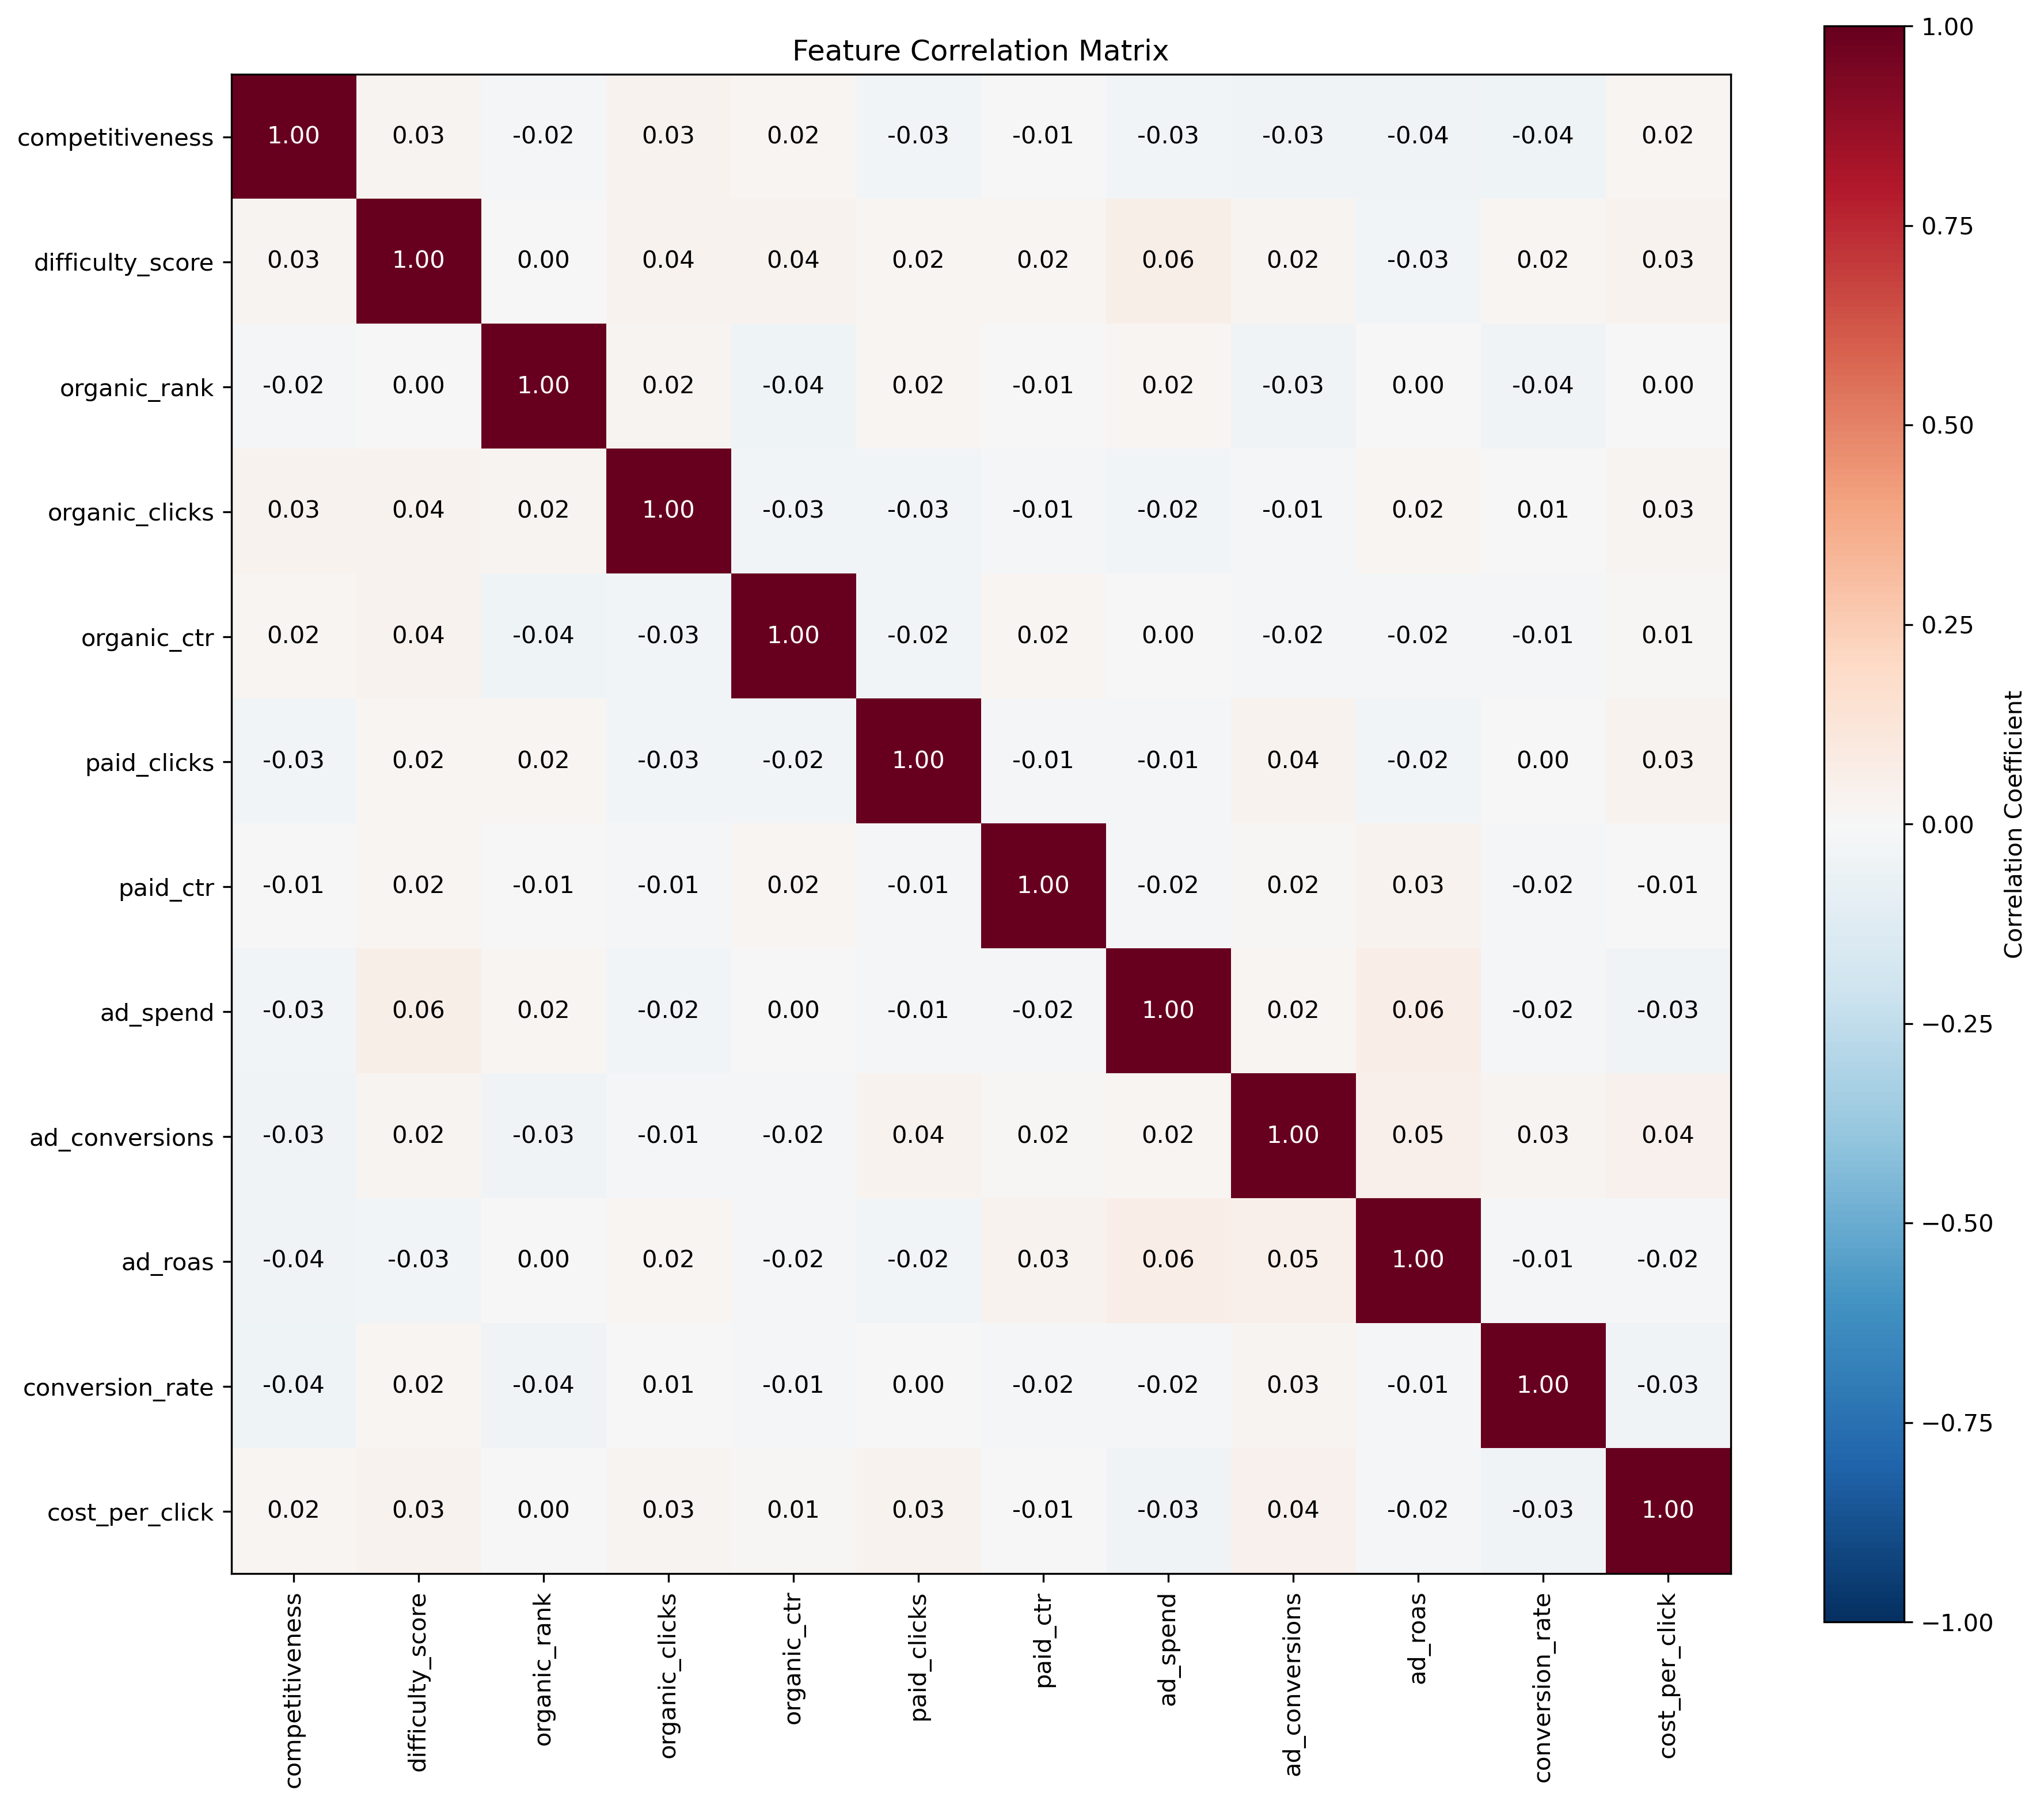 Feature Correlation Matrix
competitiveness 1.00 0.03 -0.02 0.03 0.02 -0.03 -0.01 -0.03 -0.03 -0.04 -0.04 0.02
difficulty_score 0.03 1.00 0.00 0.04 0.04 0.02 0.02 0.06 0.02 -0.03 0.02 0.03
organic_rank -0.02 0.00 1.00 0.02 -0.04 0.02 -0.01 0.02 -0.03 0.00 -0.04 0.00
organic_clicks 0.03 0.04 0.02 1.00 -0.03 -0.03 -0.01 -0.02 -0.01 0.02 0.01 0.03
organic_ctr 0.02 0.04 -0.04 -0.03 1.00 -0.02 0.02 0.00 -0.02 -0.02 -0.01 0.01
paid_clicks -0.03 0.02 0.02 -0.03 -0.02 1.00 -0.01 -0.01 0.04 -0.02 0.00 0.03
paid_ctr -0.01 0.02 -0.01 -0.01 0.02 -0.01 1.00 -0.02 0.02 0.03 -0.02 -0.01
ad_spend -0.03 0.06 0.02 -0.02 0.00 -0.01 -0.02 1.00 0.02 0.06 -0.02 -0.03
ad_conversions -0.03 0.02 -0.03 -0.01 -0.02 0.04 0.02 0.02 1.00 0.05 0.03 0.04
ad_roas -0.04 -0.03 0.00 0.02 -0.02 -0.02 0.03 0.06 0.05 1.00 -0.01 -0.02
conversion_rate -0.04 0.02 -0.04 0.01 -0.01 0.00 -0.02 -0.02 0.03 -0.01 1.00 -0.03
cost_per_click 0.02 0.03 0.00 0.03 0.01 0.03 -0.01 -0.03 0.04 -0.02 -0.03 1.00
competitiveness
difficulty_score
organic_rank
organic_clicks
organic_ctr
paid_clicks
paid_ctr
ad_spend
ad_conversions
ad_roas
conversion_rate
cost_per_click
1.00
0.75
0.50
0.25
0.00
−0.25
−0.50
−0.75
−1.00
Correlation Coefficient